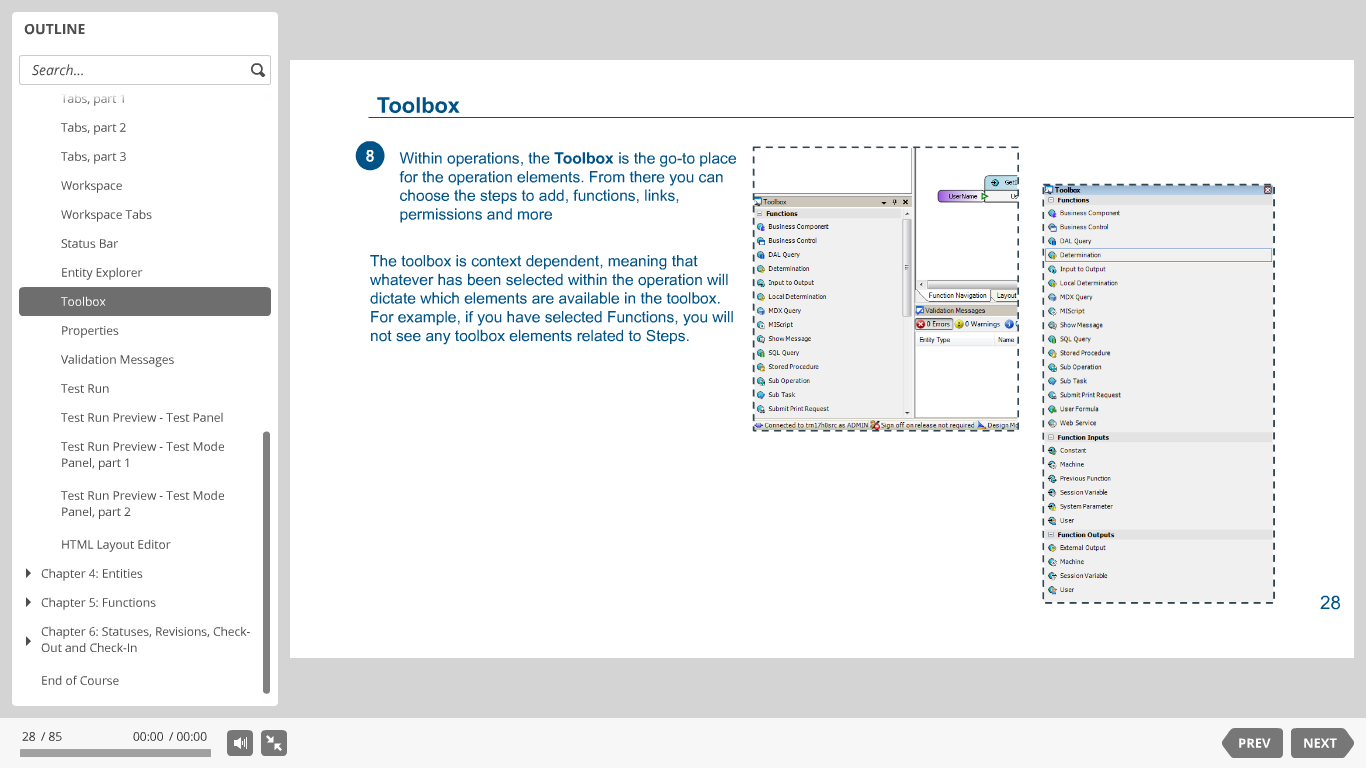 OUTLINE
Search...
Tabs, part 1
Tabs, part 2
Tabs, part 3
Workspace
Workspace Tabs
Status Bar
Entity Explorer
Toolbox
Properties
Validation Messages
Test Run
Test Run Preview - Test Panel
Test Run Preview - Test Mode
Panel, part 1
Test Run Preview - Test Mode
Panel, part 2
HTML Layout Editor
Chapter 4: Entities
Chapter 5: Functions
Chapter 6: Statuses, Revisions, Check-
Out and Check-In
End of Course
Toolbox
8
Within operations, the Toolbox is the go-to place
for the operation elements. From there you can
choose the steps to add, functions, links,
permissions and more
The toolbox is context dependent, meaning that
whatever has been selected within the operation will
dictate which elements are available in the toolbox.
For example, if you have selected Functions, you will
not see any toolbox elements related to Steps.
Toolbox
Functions
Business Component
Business Control
DAL Query
Determination
Input to Output
Local Determination
MDX Query
MIScript
Show Message
SQL Query
Stored Procedure
Sub Operation
Sub Task
Submit Print Request
UserName
Function Navigation
Layout
Validation Messages
0 Errors
0 Warnings
Entity Type
Name
Connected to trn17h0src as ADMIN
Sign off on release not required
Toolbox
Functions
Business Component
Business Control
DAL Query
Determination
Input to Output
Local Determination
MDX Query
MIScript
Show Message
SQL Query
Stored Procedure
Sub Operation
Sub Task
Submit Print Request
User Formula
Web Service
Function Inputs
Constant
Machine
Previous Function
Session Variable
System Parameter
User
Function Outputs
External Output
Machine
Session Variable
User
28
28 / 85
00:00 / 00:00
PREV
NEXT